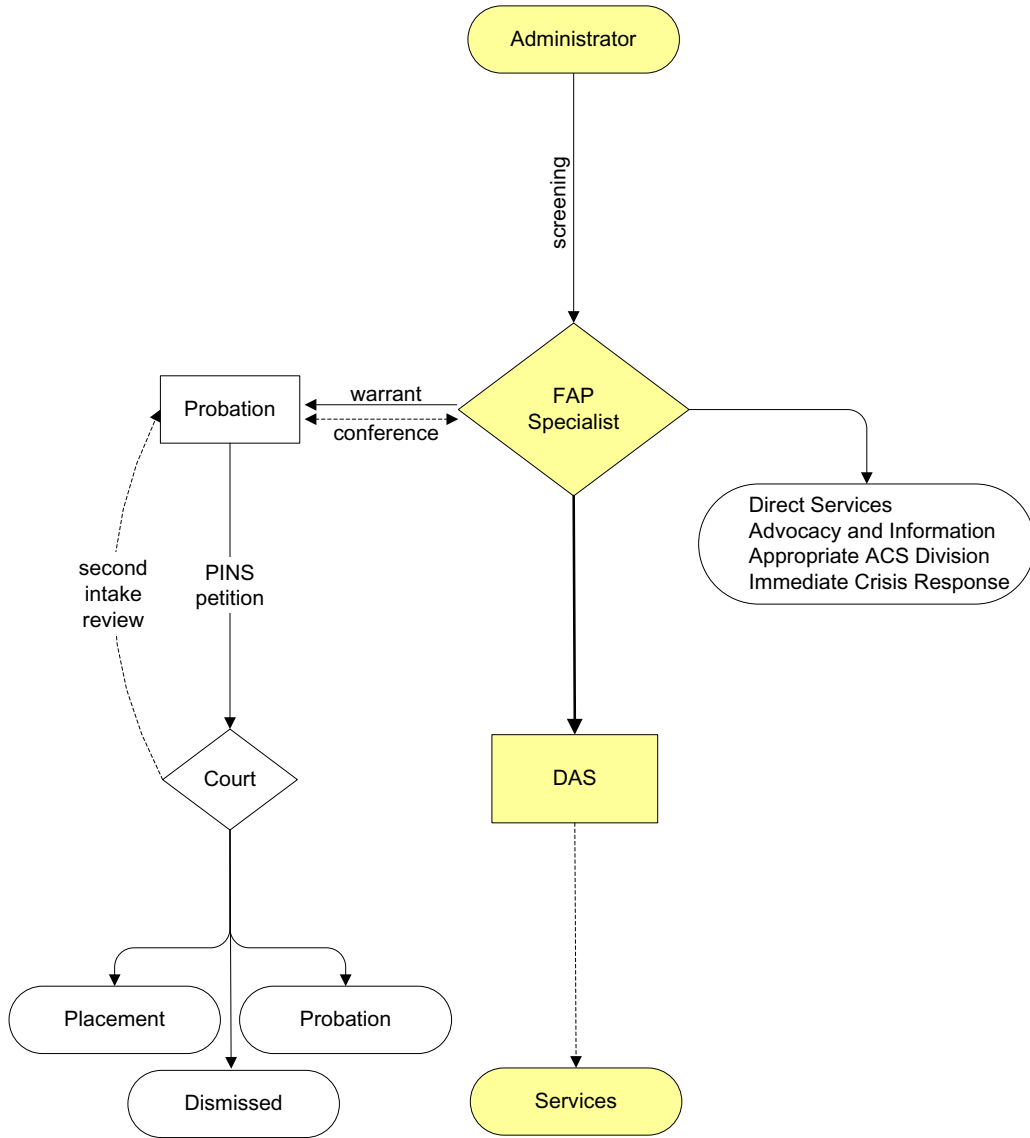 Administrator
screening
FAP
Specialist
Probation
warrant
conference
Direct Services
Advocacy and Information
Appropriate ACS Division
Immediate Crisis Response
second
intake
review
PINS
petition
Court
DAS
Placement
Probation
Dismissed
Services